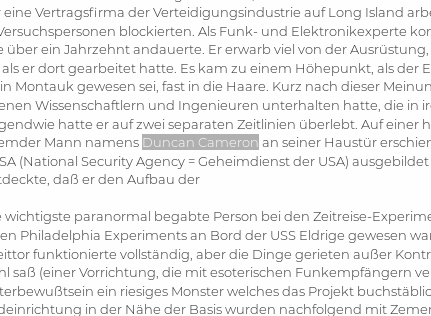 eine Vertragsfirma der Verteidigungsindustrie auf Long Island arbe
Versuchspersonen blockierten. Als Funk- und Elektronikexperte kor
e über ein Jahrzehnt andauerte. Er erwarb viel von der Ausrüstung,
als er dort gearbeitet hatte. Es kam zu einem Höhepunkt, als der E
in Montauk gewesen sei, fast in die Haare. Kurz nach dieser Meinur
enen Wissenschaftlern und Ingenieuren unterhalten hatte, die in ir
gendwie hatte er auf zwei separaten Zeitlinien überlebt. Auf einer h
emder Mann namens Duncan Cameron an seiner Haustür erschier
SA (National Security Agency = Geheimdienst der USA) ausgebildet
tdeckte, daß er den Aufbau der
e wichtigste paranormal begabte Person bei den Zeitreise-Experime
en Philadelphia Experiments an Bord der USS Eldrige gewesen war
eittor funktionierte vollständig, aber die Dinge gerieten außer Kontr
hl saß (einer Vorrichtung, die mit esoterischen Funkempfängern ve
terbewußtsein ein riesiges Monster welches das Projekt buchstäblic
deinrichtung in der Nähe der Basis wurden nachfolgend mit Zemer